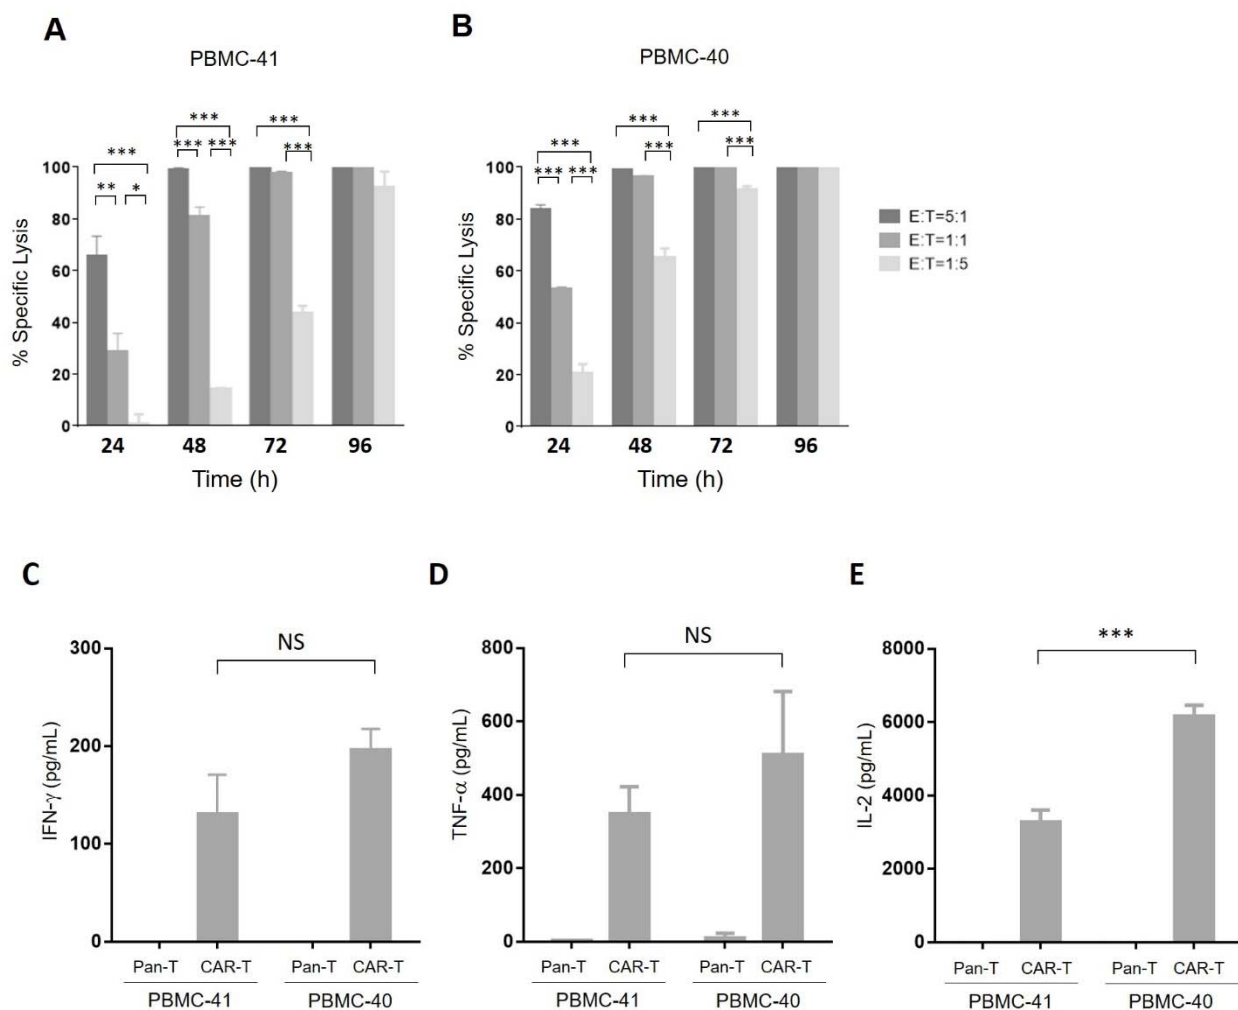 A
PBMC-41
% Specific Lysis
100
80
60
40
20
0
***
**
*
***
***
***
***
***
24
48
72
96
Time (h)
B
PBMC-40
% Specific Lysis
100
80
60
40
20
0
***
***
***
***
***
***
***
24
48
72
96
Time (h)
E:T=5:1
E:T=1:1
E:T=1:5
C
IFN-γ (pg/mL)
300
200
100
0
NS
Pan-T CAR-T Pan-T CAR-T
PBMC-41 PBMC-40
D
TNF-α (pg/mL)
800
600
400
200
0
NS
Pan-T CAR-T Pan-T CAR-T
PBMC-41 PBMC-40
E
IL-2 (pg/mL)
8000
6000
4000
2000
0
***
Pan-T CAR-T Pan-T CAR-T
PBMC-41 PBMC-40